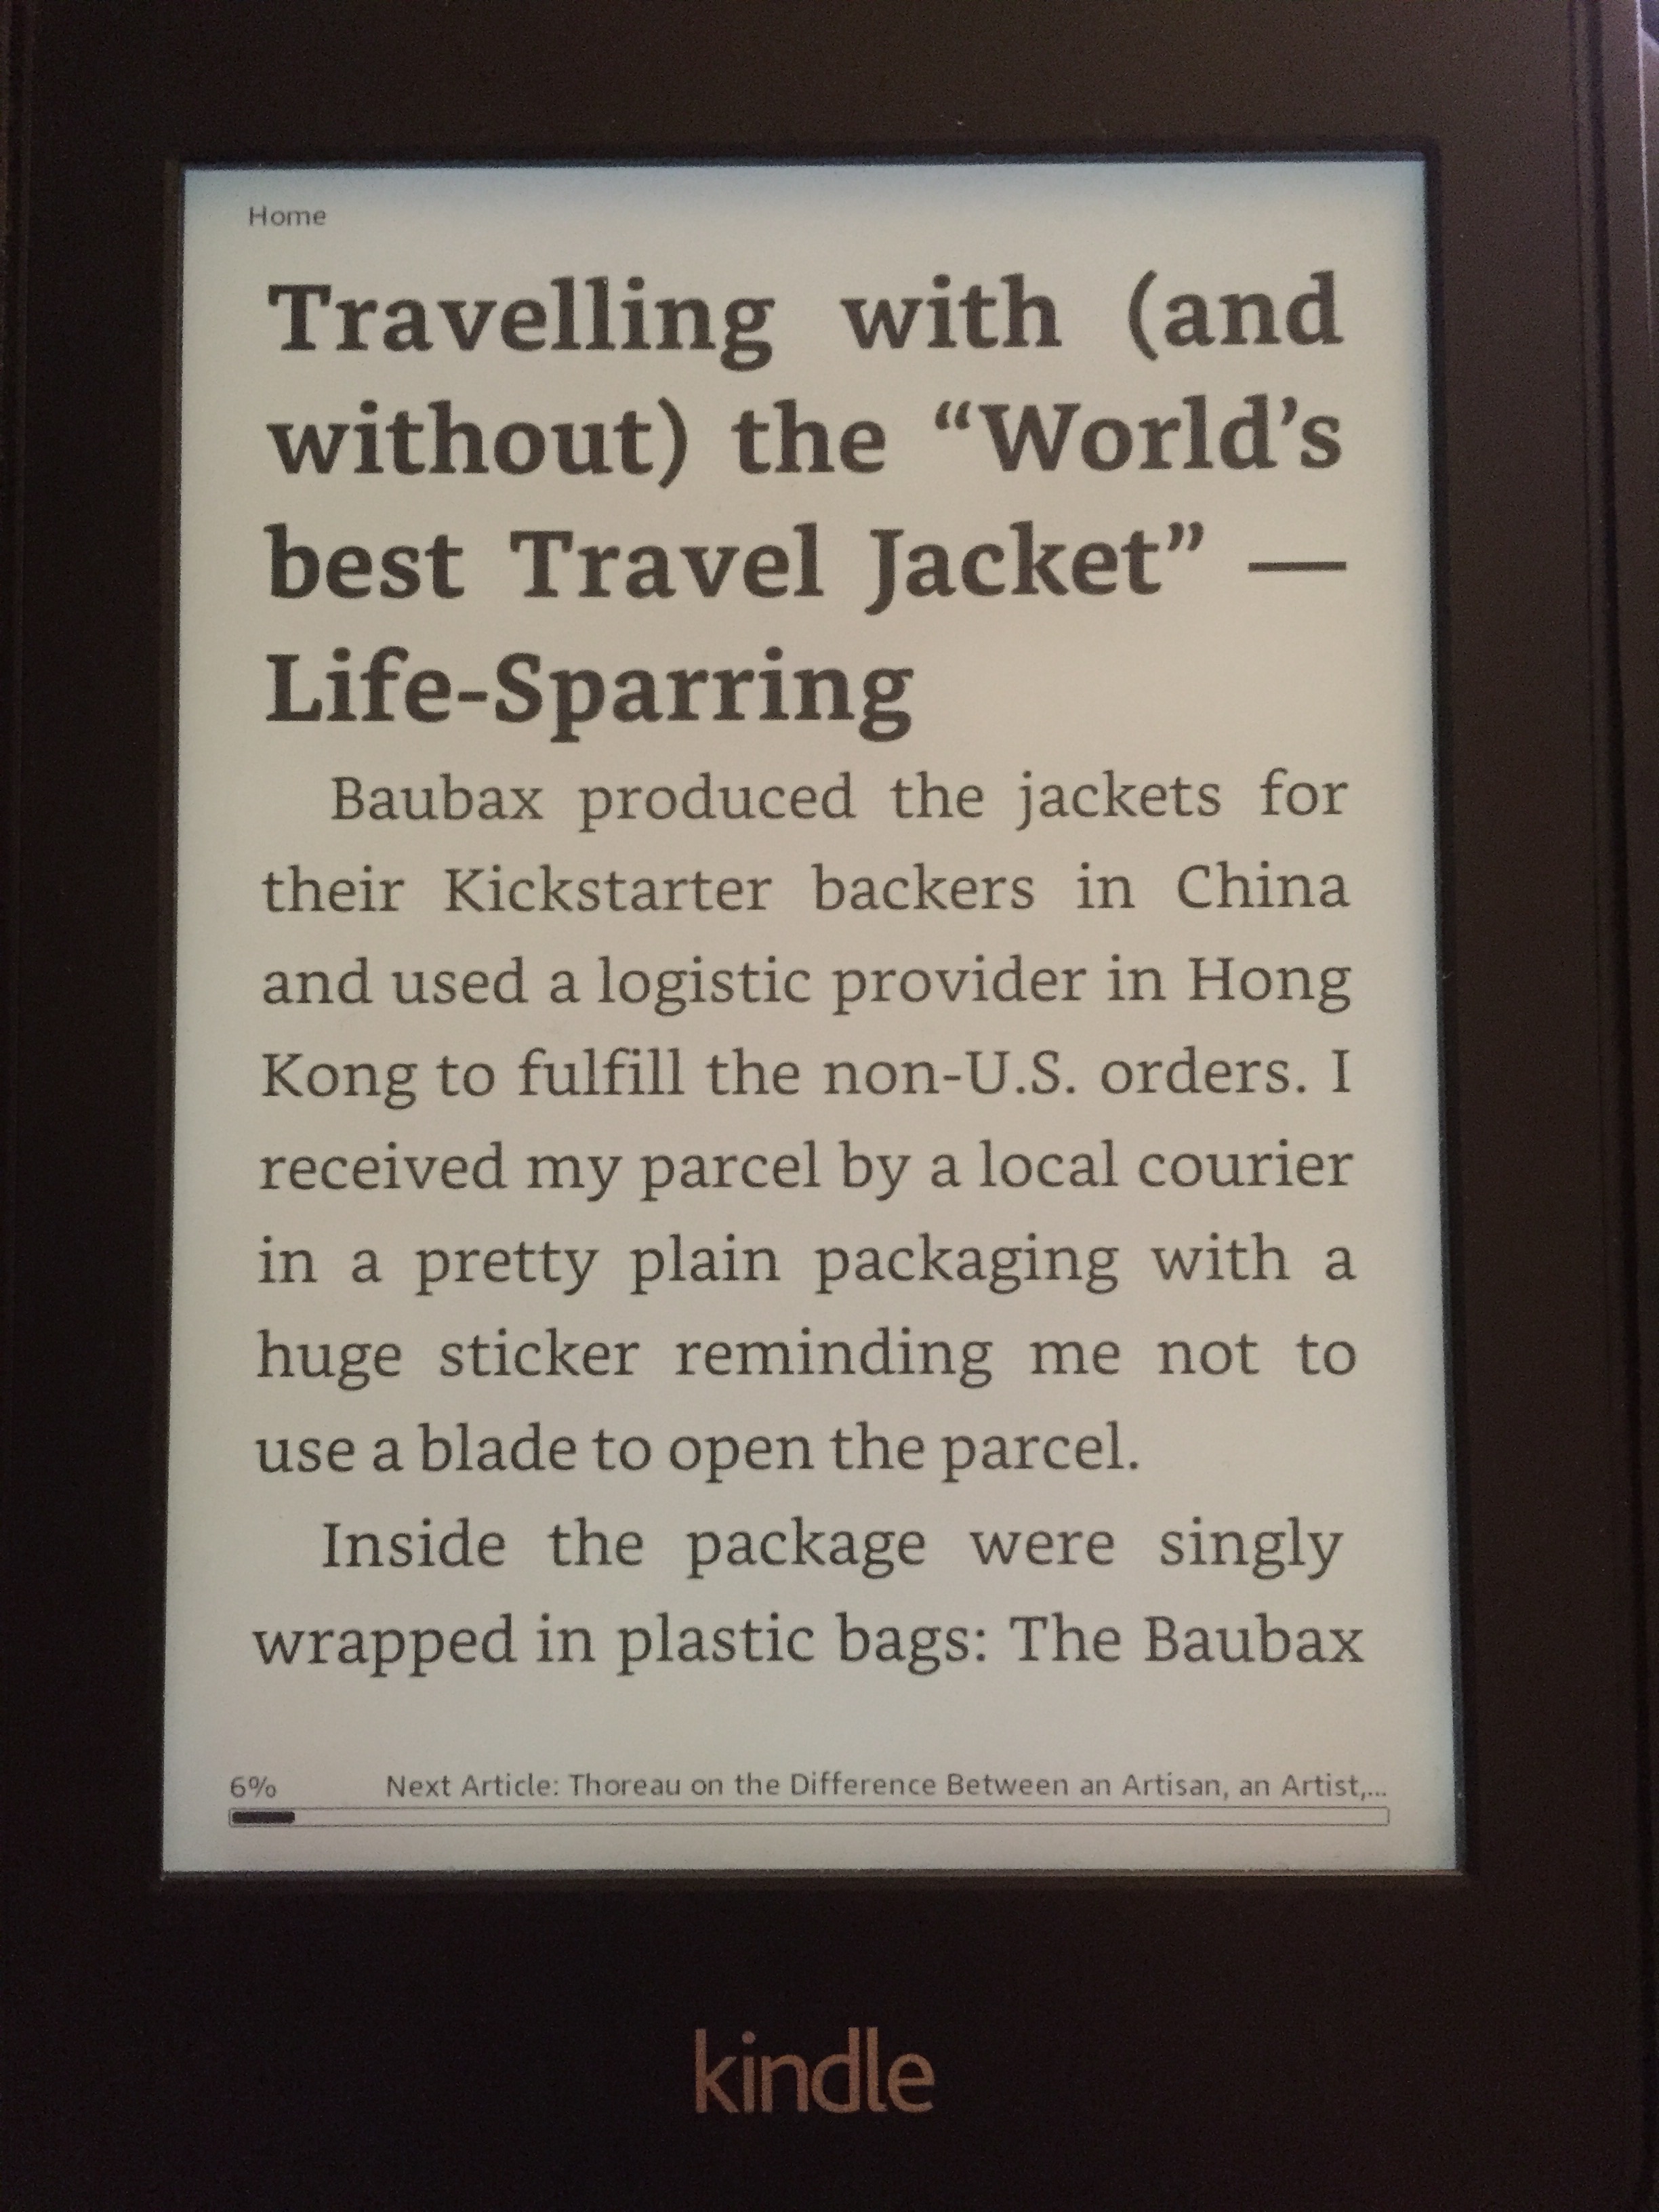 Home
Travelling with (and
without) the “World’s
best Travel Jacket” —
Life-Sparring
Baubax produced the jackets for
their Kickstarter backers in China
and used a logistic provider in Hong
Kong to fulfill the non-U.S. orders. I
received my parcel by a local courier
in a pretty plain packaging with a
huge sticker reminding me not to
use a blade to open the parcel.
Inside the package were singly
wrapped in plastic bags: The Baubax
6% Next Article: Thoreau on the Difference Between an Artisan, an Artist,...
kindle